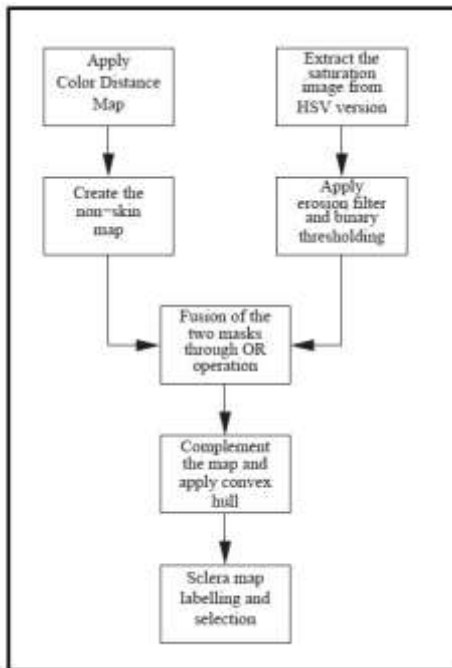 Apply
Color Distance
Map
Extract the
saturation
image from
HSV version
Create the
non-skin
map
Apply
erosion filter
and binary
thresholding
Fusion of the
two masks
through OR
operation
Complement
the map and
apply convex
hull
Sclera map
labelling and
selection